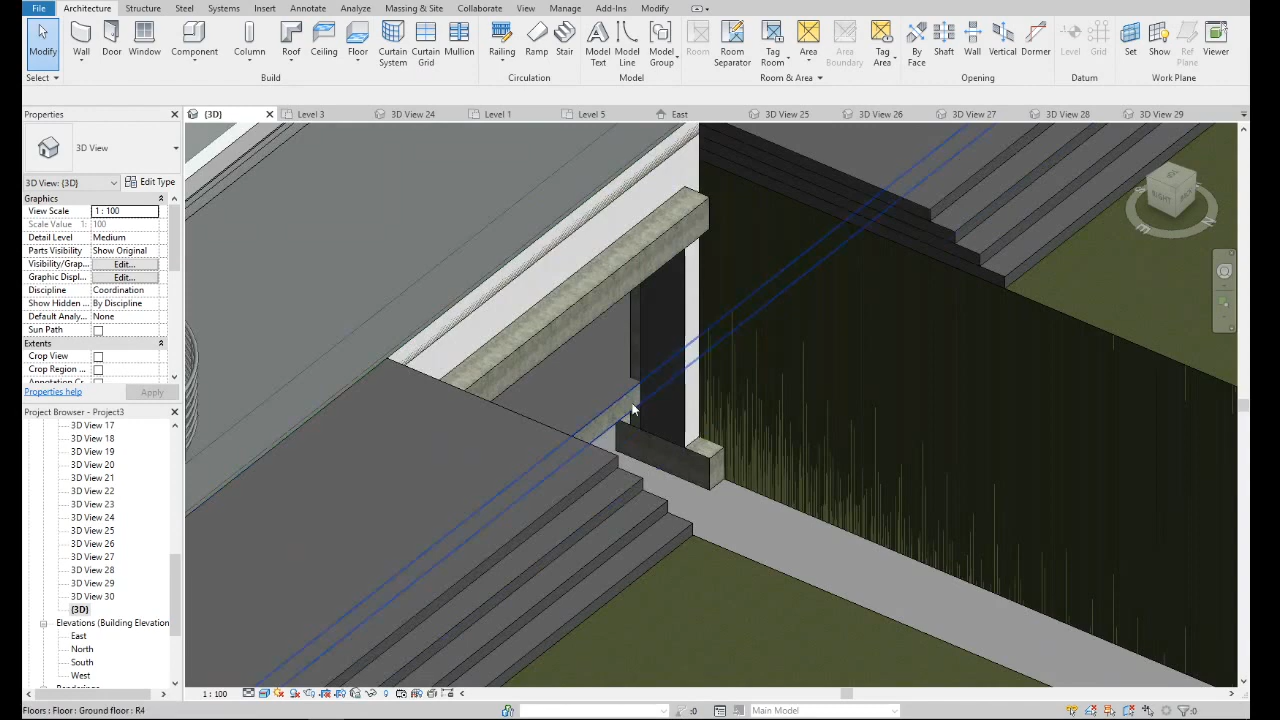 File Architecture Structure Steel Systems Insert Annotate Analyze Massing & Site Collaborate View Manage Add-Ins Modify
Modify Wall Door Window Component Column Roof Ceiling Floor Curtain System Curtain Grid Mullion Railing Ramp Stair Model Text Model Line Model Group Room Room Separator Tag Room Area Area Boundary Tag Area By Face Shaft Wall Vertical Dormer Level Grid Set Show Ref Plane Viewer
Select Build Circulation Model Room & Area Opening Datum Work Plane
Properties {3D} Level 3 3D View 24 Level 1 Level 5 East 3D View 25 3D View 26 3D View 27 3D View 28 3D View 29
3D View
3D View: {3D} Edit Type
Graphics
View Scale 1 : 100
Scale Value 1: 100
Detail Level Medium
Parts Visibility Show Original
Visibility/Grap... Edit...
Graphic Displ... Edit...
Discipline Coordination
Show Hidden ... By Discipline
Default Analy... None
Sun Path
Extents
Crop View
Crop Region ...
Annotation Cr
Properties help Apply
Project Browser - Project3
3D View 17
3D View 18
3D View 19
3D View 20
3D View 21
3D View 22
3D View 23
3D View 24
3D View 25
3D View 26
3D View 27
3D View 28
3D View 29
3D View 30
{3D}
Elevations (Building Elevation
East
North
South
West
RIGHT BACK
1 : 100
Floors : Floor : Ground floor : R4 :0 Main Model :0